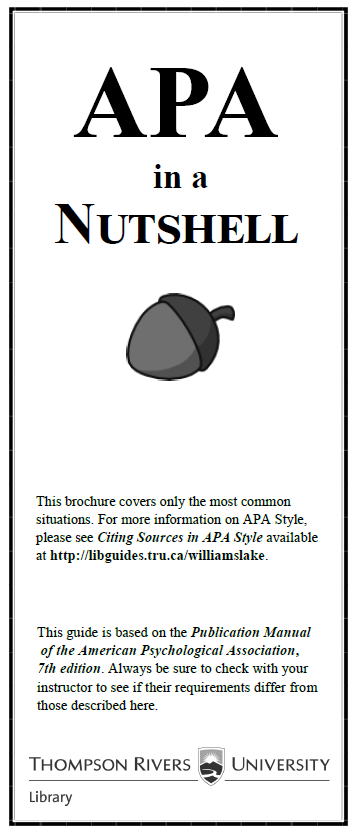 APA
in a
NUTSHELL
This brochure covers only the most common
situations. For more information on APA Style,
please see Citing Sources in APA Style available
at http://libguides.tru.ca/williamslake.
This guide is based on the Publication Manual
of the American Psychological Association,
7th edition. Always be sure to check with your
instructor to see if their requirements differ from
those described here.
THOMPSON RIVERS UNIVERSITY
Library